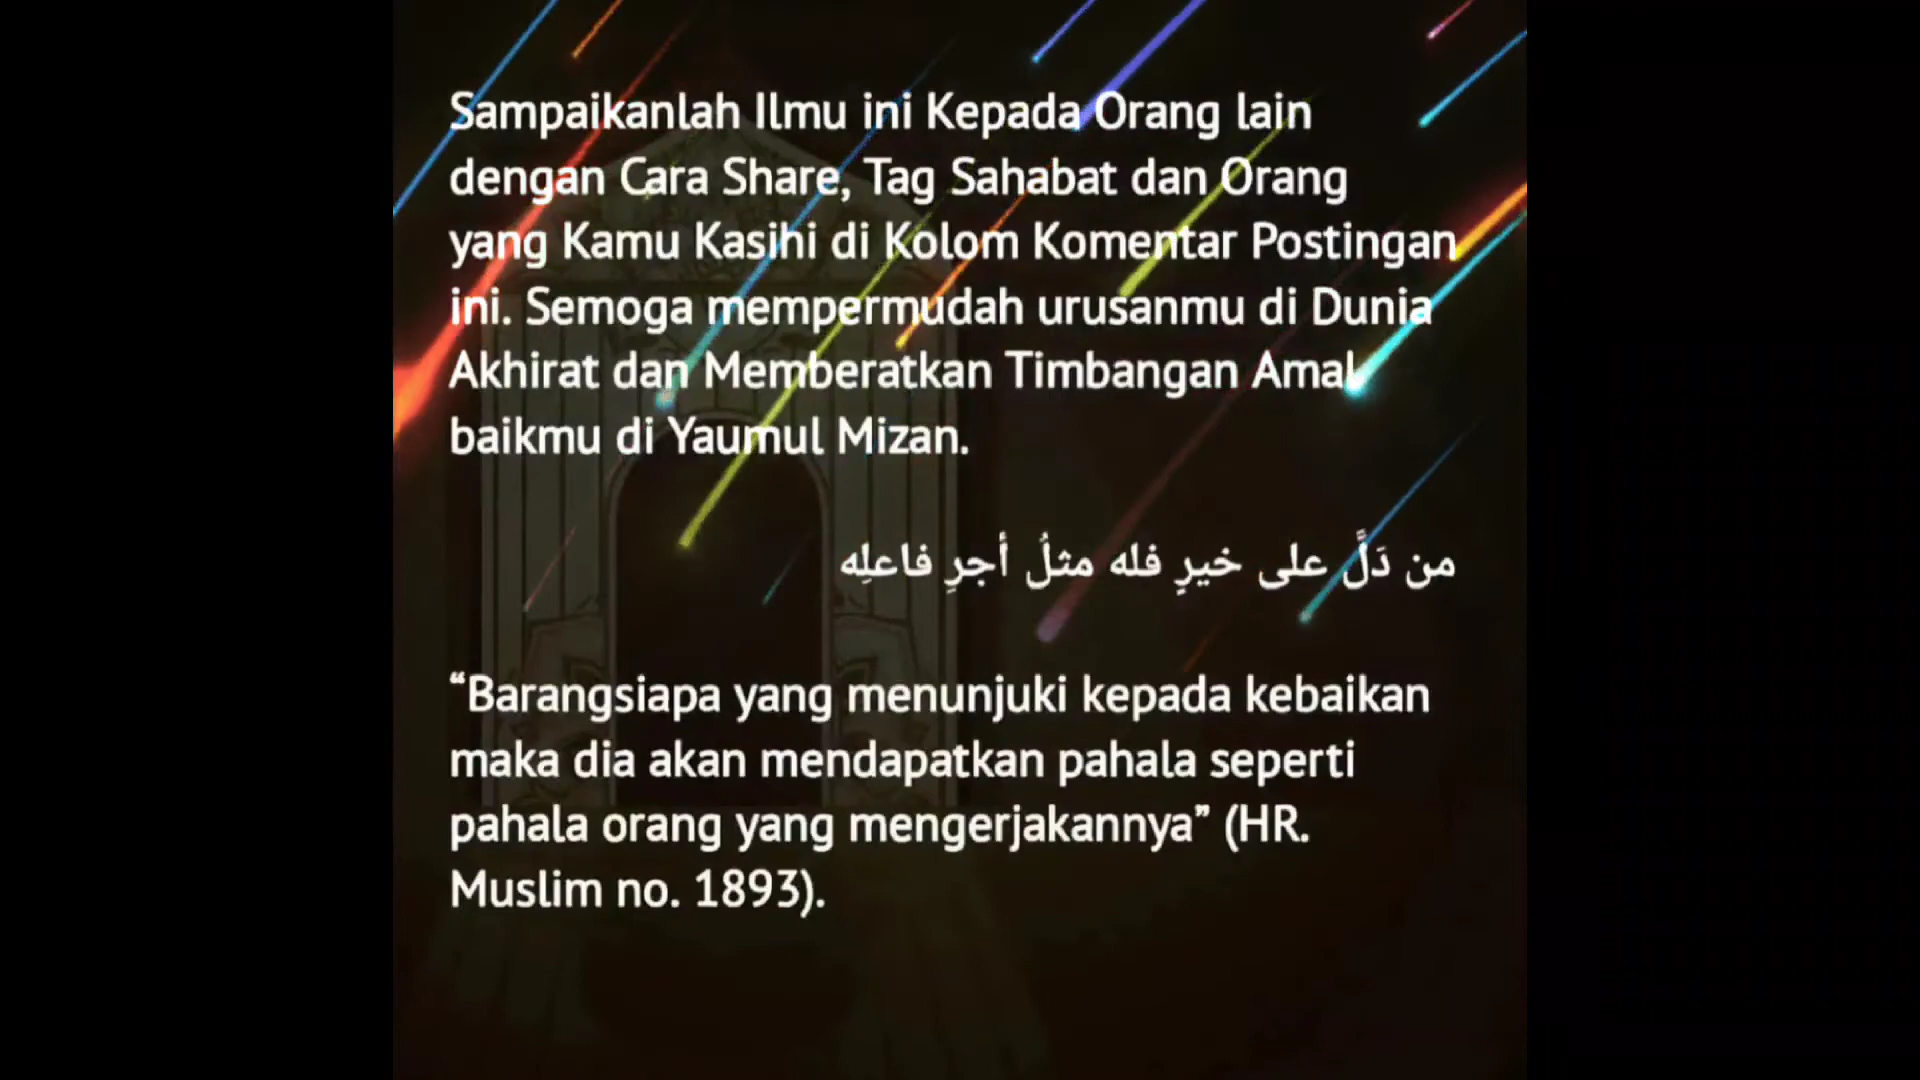 Sampaikanlah Ilmu ini Kepada Orang lain
dengan Cara Share, Tag Sahabat dan Orang
yang Kamu Kasihi di Kolom Komentar Postingan
ini. Semoga mempermudah urusanmu di Dunia
Akhirat dan Memberatkan Timbangan Amal
baikmu di Yaumul Mizan.
من دَلَّ على خيرٍ فله مثلُ أجرِ فاعلِه
“Barangsiapa yang menunjuki kepada kebaikan
maka dia akan mendapatkan pahala seperti
pahala orang yang mengerjakannya” (HR.
Muslim no. 1893).